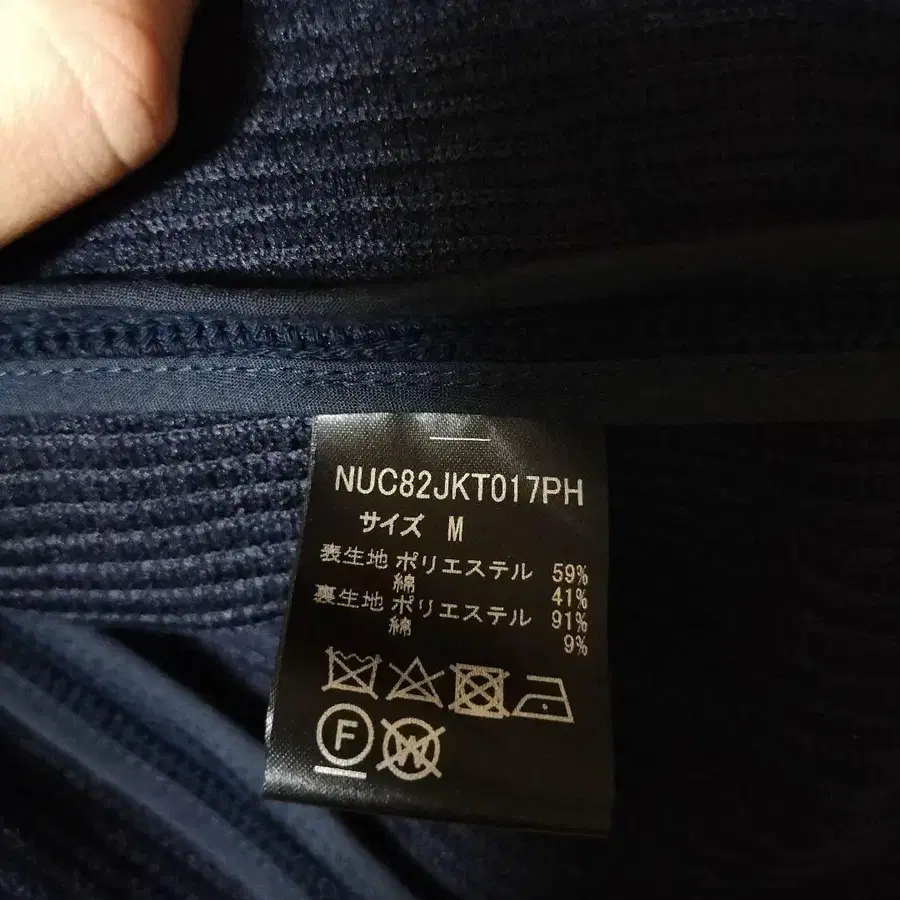 NUC82JKT017PH
サイズ M
表生地 ポリエステル 59%
綿 41%
裏生地 ポリエステル 91%
綿 9%
F W